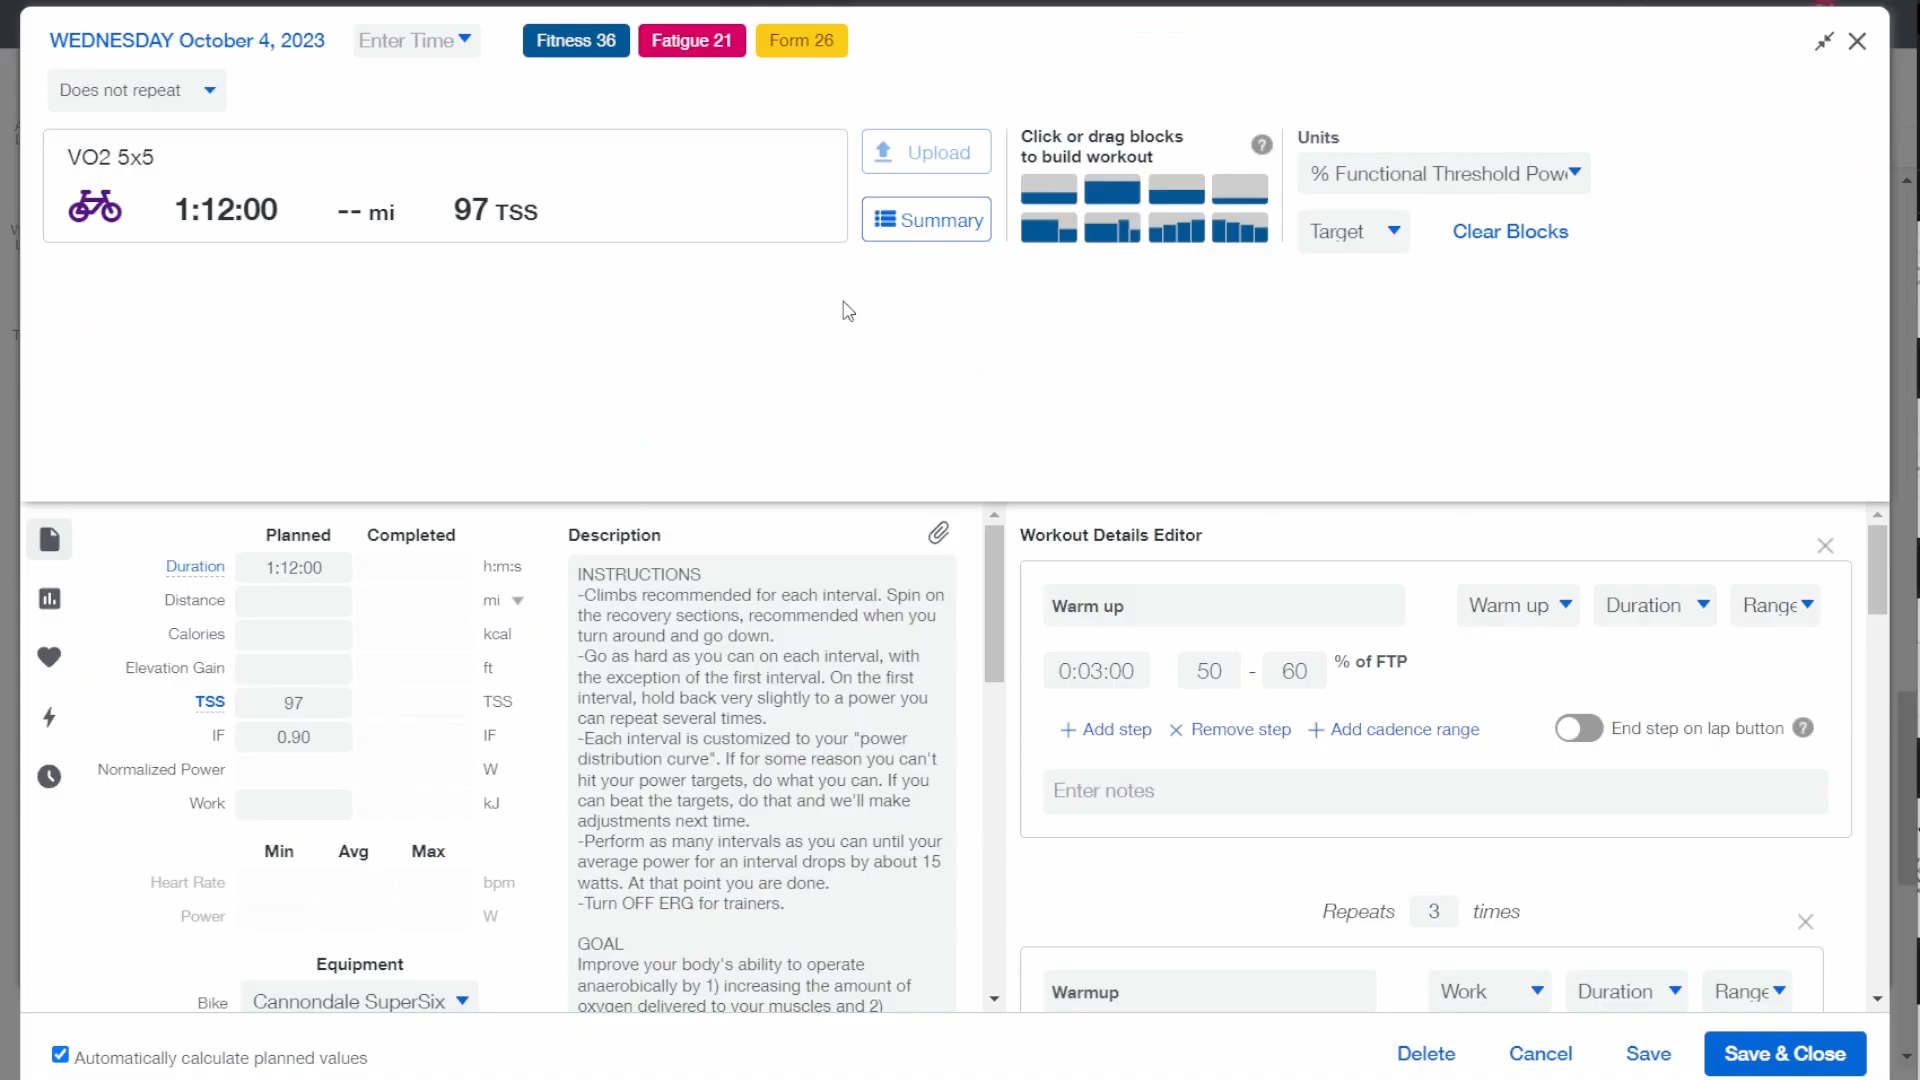 WEDNESDAY October 4, 2023
Enter Time
Fitness 36
Fatigue 21
Form 26
Does not repeat
VO2 5x5
1:12:00
-- mi
97 TSS
Upload
Summary
Click or drag blocks
to build workout
?
Units
% Functional Threshold Pow
Target
Clear Blocks
Planned
Completed
Duration 1:12:00 h:m:s
Distance mi
Calories kcal
Elevation Gain ft
TSS 97 TSS
IF 0.90 IF
Normalized Power W
Work kJ
Min Avg Max
Heart Rate bpm
Power W
Equipment
Bike Cannondale SuperSix
Description
INSTRUCTIONS
-Climbs recommended for each interval. Spin on
the recovery sections, recommended when you
turn around and go down.
-Go as hard as you can on each interval, with
the exception of the first interval. On the first
interval, hold back very slightly to a power you
can repeat several times.
-Each interval is customized to your "power
distribution curve". If for some reason you can't
hit your power targets, do what you can. If you
can beat the targets, do that and we'll make
adjustments next time.
-Perform as many intervals as you can until your
average power for an interval drops by about 15
watts. At that point you are done.
-Turn OFF ERG for trainers.
GOAL
Improve your body's ability to operate
anaerobically by 1) increasing the amount of
oxygen delivered to your muscles and 2)
Workout Details Editor
Warm up
Warm up
Duration
Range
0:03:00
50 - 60 % of FTP
+ Add step
× Remove step
+ Add cadence range
End step on lap button ?
Enter notes
Repeats 3 times
Warmup
Work
Duration
Range
Automatically calculate planned values
Delete
Cancel
Save
Save & Close